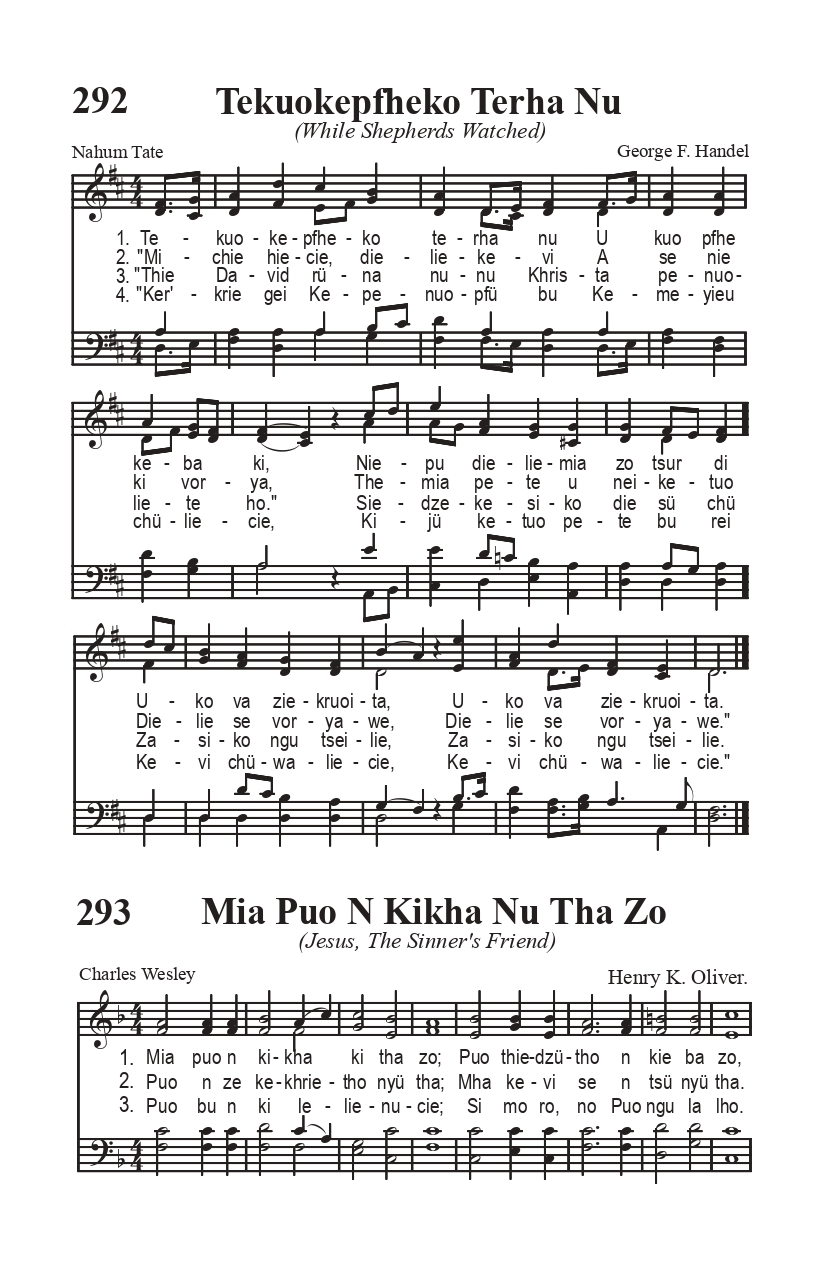 292 Tekuokepfheko Terha Nu
(While Shepherds Watched)
Nahum Tate George F. Handel
1. Te - kuo - ke - pfhe - ko te - rha nu U kuo pfhe
2. "Mi - chie hie - cie, die - lie - ke - vi A se nie
3. "Thie Da - vid rü - na nu - nu Khris - ta pe - nuo -
4. "Ker' - krie gei Ke - pe - nuo - pfü bu Ke - me - yieu
ke - ba ki, Nie - pu die - lie - mia zo tsur di
ki vor - ya, The - mia pe - te u nei - ke - tuo
lie - te ho." Sie - dze - ke - si - ko die sü chü
chü - lie - cie, Ki - jü ke - tuo pe - te bu rei
U - ko va zie - kruoi - ta, U - ko va zie - kruoi - ta.
Die - lie se vor - ya - we, Die - lie se vor - ya - we."
Za - si - ko ngu tsei - lie, Za - si - ko ngu tsei - lie.
Ke - vi chü - wa - lie - cie, Ke - vi chü - wa - lie - cie."
293 Mia Puo N Kikha Nu Tha Zo
(Jesus, The Sinner's Friend)
Charles Wesley Henry K. Oliver.
1. Mia puo n ki - kha ki tha zo; Puo thie - dzü - tho n kie ba zo,
2. Puo n ze ke - khrie - tho nyü tha; Mha ke - vi se n tsü nyü tha.
3. Puo bu n ki le - lie - nu - cie; Si mo ro, no Puo ngu la lho.